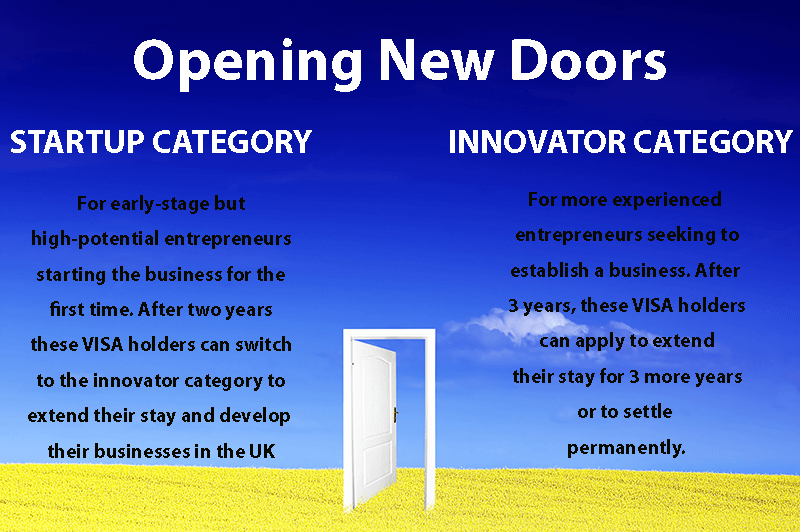 Opening New Doors
STARTUP CATEGORY
For early-stage but
high-potential entrepreneurs
starting the business for the
first time. After two years
these VISA holders can switch
to the innovator category to
extend their stay and develop
their businesses in the UK
INNOVATOR CATEGORY
For more experienced
entrepreneurs seeking to
establish a business. After
3 years, these VISA holders
can apply to extend
their stay for 3 more years
or to settle
permanently.